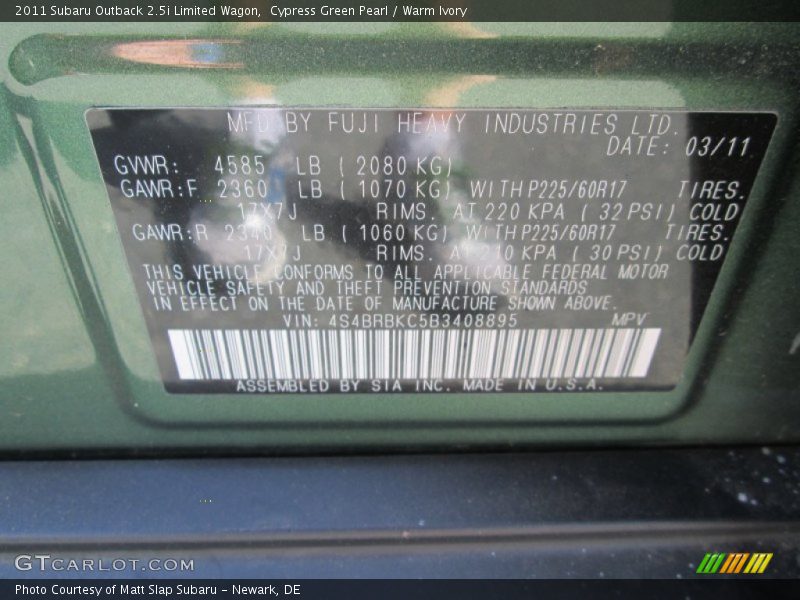 2011 Subaru Outback 2.5i Limited Wagon, Cypress Green Pearl / Warm Ivory
MFD BY FUJI HEAVY INDUSTRIES LTD.
DATE: 03/11
GVWR: 4585 LB ( 2080 KG)
GAWR:F 2360 LB ( 1070 KG) WITH P225/60R17 TIRES.
17X7J RIMS. AT 220 KPA ( 32 PSI) COLD
GAWR:R 2340 LB ( 1060 KG) WITH P225/60R17 TIRES.
17X7J RIMS. AT 210 KPA ( 30 PSI) COLD
THIS VEHICLE CONFORMS TO ALL APPLICABLE FEDERAL MOTOR
VEHICLE SAFETY AND THEFT PREVENTION STANDARDS
IN EFFECT ON THE DATE OF MANUFACTURE SHOWN ABOVE.
VIN: 4S4BRBKC5B3408895 MPV
ASSEMBLED BY SIA INC. MADE IN U.S.A.
GTCARLOT.COM
Photo Courtesy of Matt Slap Subaru - Newark, DE